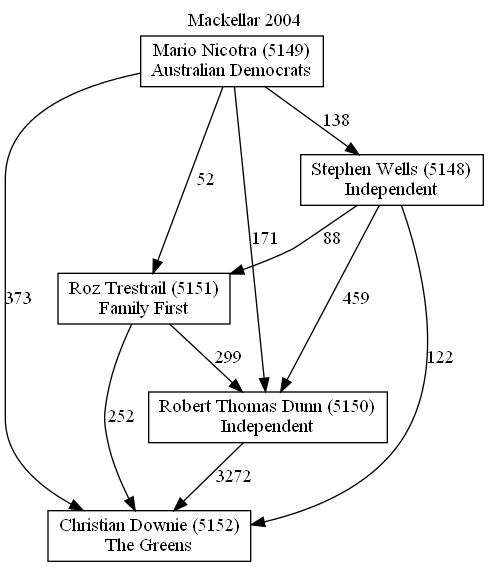 Mackellar 2004
Mario Nicotra (5149)
Australian Democrats
138
Stephen Wells (5148)
Independent
52
171
88
Roz Trestrail (5151)
Family First
373
459
299
122
Robert Thomas Dunn (5150)
Independent
252
3272
Christian Downie (5152)
The Greens